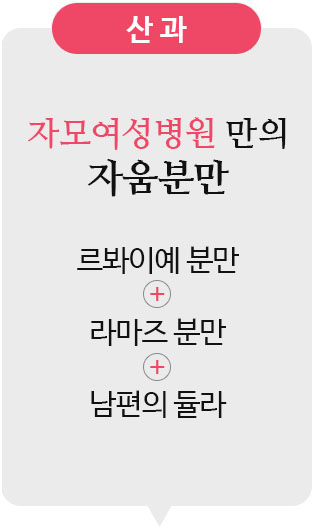 산과
자모여성병원 만의
자움분만
르봐이예 분만
+
라마즈 분만
+
남편의 듈라